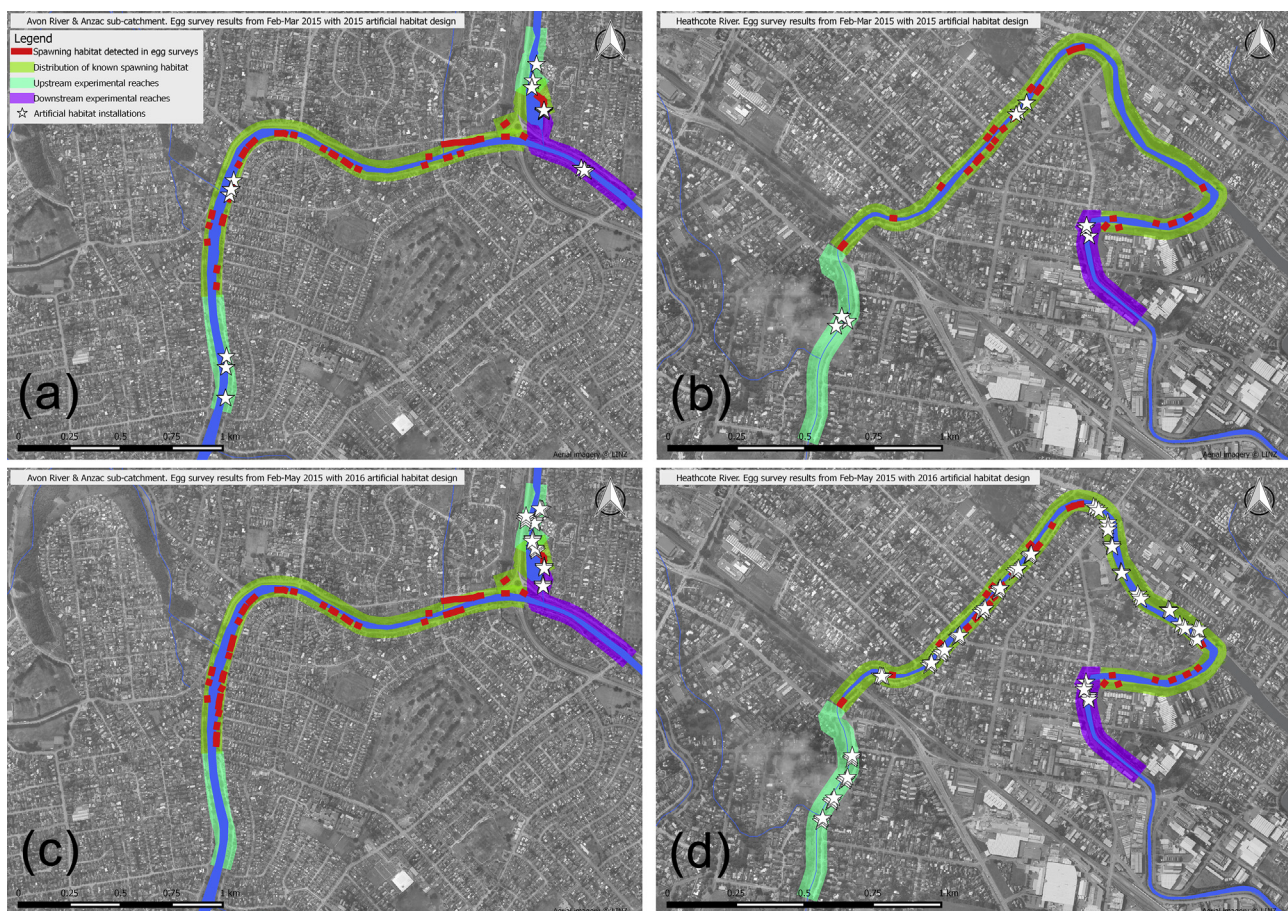 Avon River & Anzac sub-catchment. Egg survey results from Feb-Mar 2015 with 2015 artificial habitat design
Legend
Spawning habitat detected in egg surveys
Distribution of known spawning habitat
Upstream experimental reaches
Downstream experimental reaches
Artificial habitat installations
(a)
0 0.25 0.5 0.75 1 km
Aerial imagery © LINZ
Heathcote River. Egg survey results from Feb-Mar 2015 with 2015 artificial habitat design
(b)
0 0.25 0.5 0.75 1 km
Aerial imagery © LINZ
Avon River & Anzac sub-catchment. Egg survey results from Feb-May 2015 with 2016 artificial habitat design
(c)
0 0.25 0.5 0.75 1 km
Aerial imagery © LINZ
Heathcote River. Egg survey results from Feb-May 2015 with 2016 artificial habitat design
(d)
0 0.25 0.5 0.75 1 km
Aerial imagery © LINZ